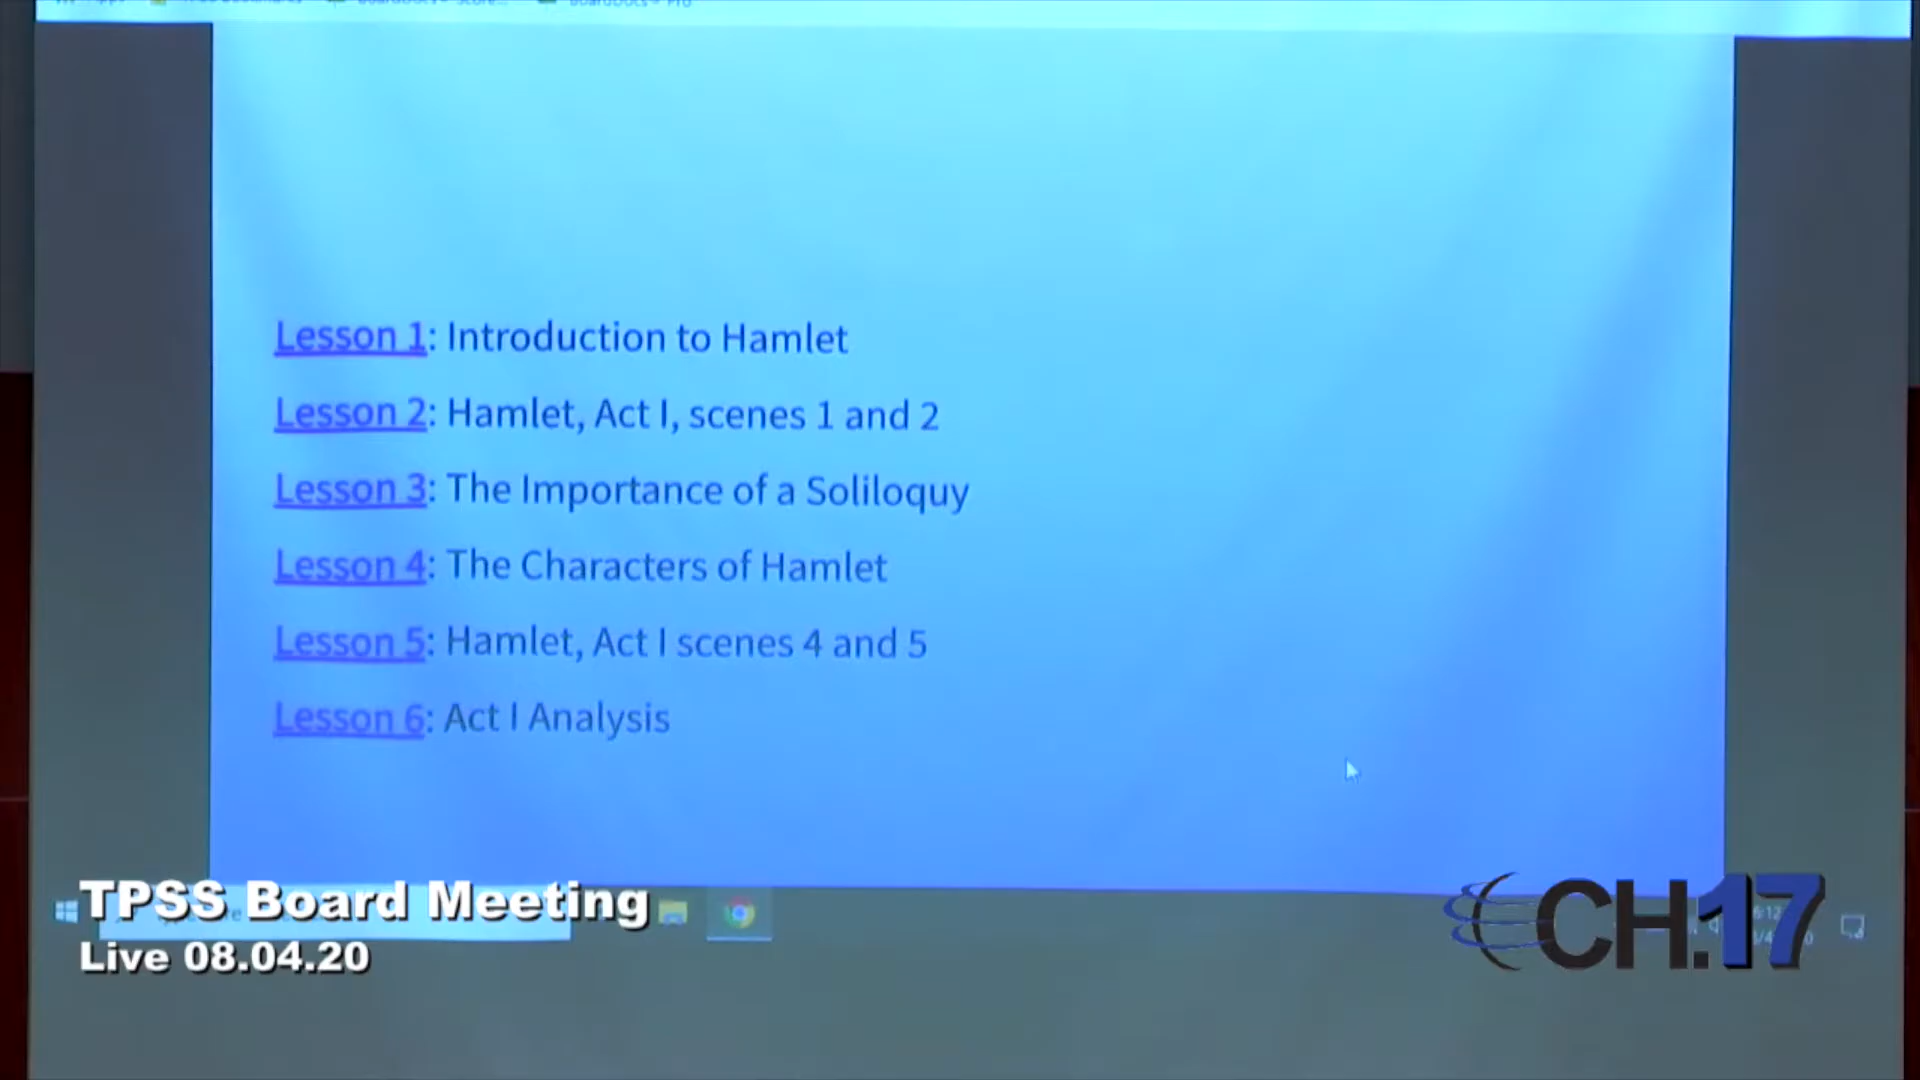 Lesson 1: Introduction to Hamlet
Lesson 2: Hamlet, Act I, scenes 1 and 2
Lesson 3: The Importance of a Soliloquy
Lesson 4: The Characters of Hamlet
Lesson 5: Hamlet, Act I scenes 4 and 5
Lesson 6: Act I Analysis
TPSS Board Meeting
Live 08.04.20
CH.17